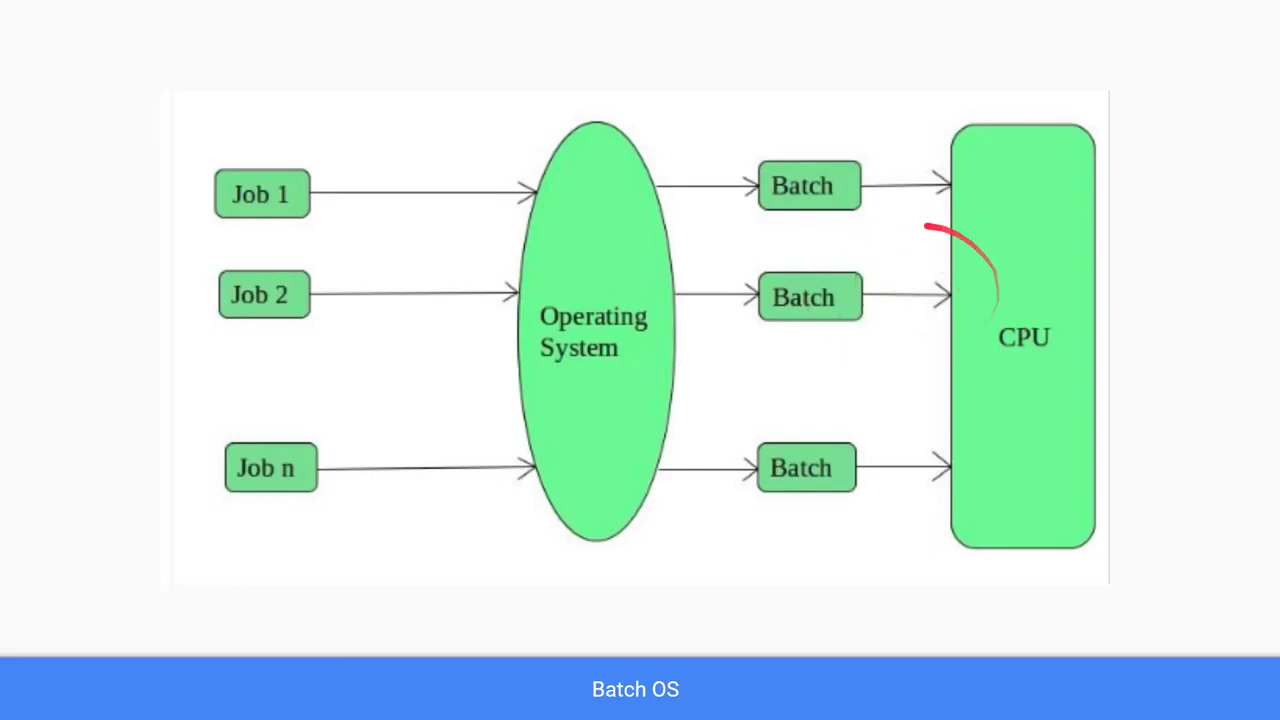 Job 1
Batch
Job 2
Batch
Operating
System
CPU
Job n
Batch
Batch OS